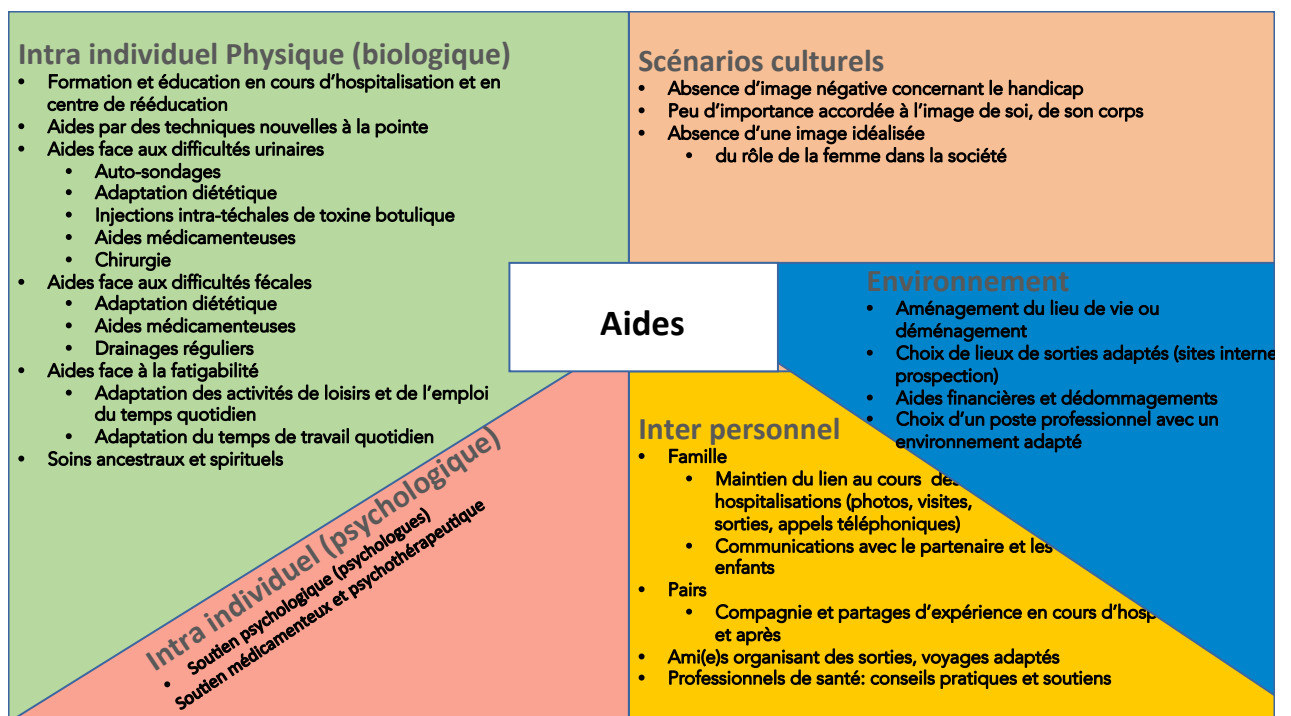 Intra individuel Physique (biologique)
• Formation et éducation en cours d'hospitalisation et en
centre de rééducation
• Aides par des techniques nouvelles à la pointe
• Aides face aux difficultés urinaires
• Auto-sondages
• Adaptation diététique
• Injections intra-téchales de toxine botulique
• Aides médicamenteuses
• Chirurgie
• Aides face aux difficultés fécales
• Adaptation diététique
• Aides médicamenteuses
• Drainages réguliers
• Aides face à la fatigabilité
• Adaptation des activités de loisirs et de l'emploi
du temps quotidien
• Adaptation du temps de travail quotidien
• Soins ancestraux et spirituels
Scénarios culturels
• Absence d'image négative concernant le handicap
• Peu d'importance accordée à l'image de soi, de son corps
• Absence d'une image idéalisée
• du rôle de la femme dans la société
Aides
Environnement
• Aménagement du lieu de vie ou
déménagement
• Choix de lieux de sorties adaptés (sites interne
prospection)
• Aides financières et dédommagements
• Choix d'un poste professionnel avec un
environnement adapté
Intra individuel (psychologique)
• Soutien psychologique (psychologues)
Soutien médicamenteux et psychothérapeutique
Inter personnel
• Famille
• Maintien du lien au cours des
hospitalisations (photos, visites,
sorties, appels téléphoniques)
• Communications avec le partenaire et les
enfants
• Pairs
• Compagnie et partages d'expérience en cours d'hosp
et après
• Ami(e)s organisant des sorties, voyages adaptés
• Professionnels de santé: conseils pratiques et soutiens